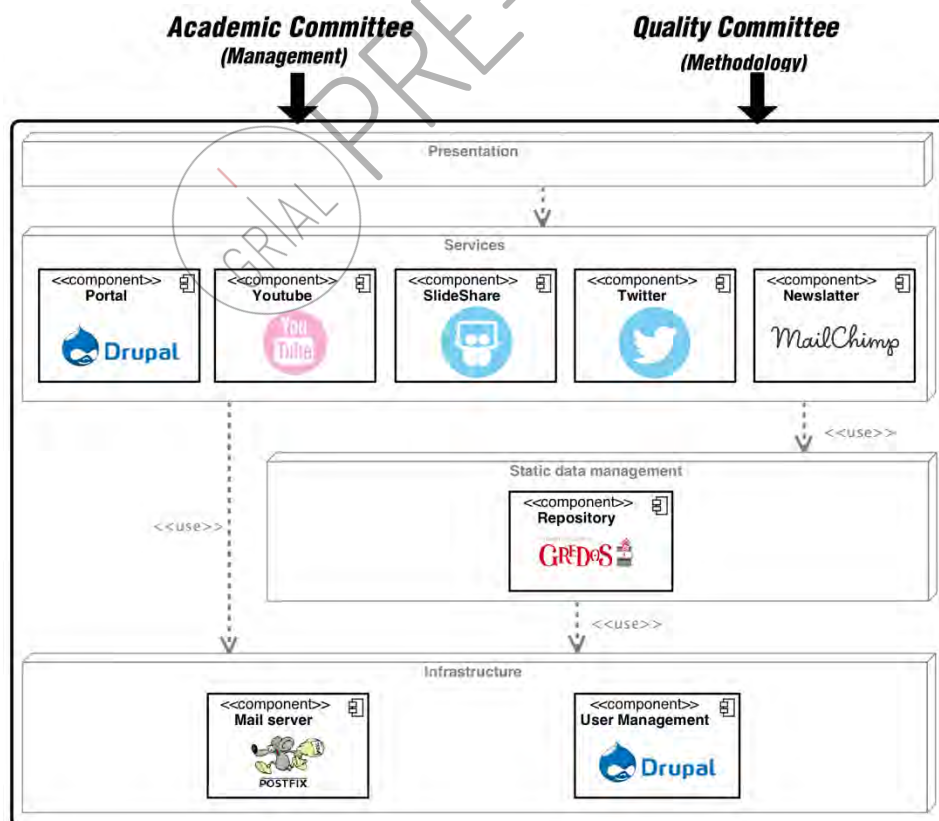 Academic Committee
(Management)
Quality Committee
(Methodology)
PRE
GRIAL
Presentation
Services
<<component>>
Portal
Drupal
<<component>>
Youtube
You
Tube
<<component>>
SlideShare
<<component>>
Twitter
<<component>>
Newslatter
MailChimp
<<use>>
<<use>>
Static data management
<<component>>
Repository
GREDOS
<<use>>
Infrastructure
<<component>>
Mail server
POSTFIX
<<component>>
User Management
Drupal